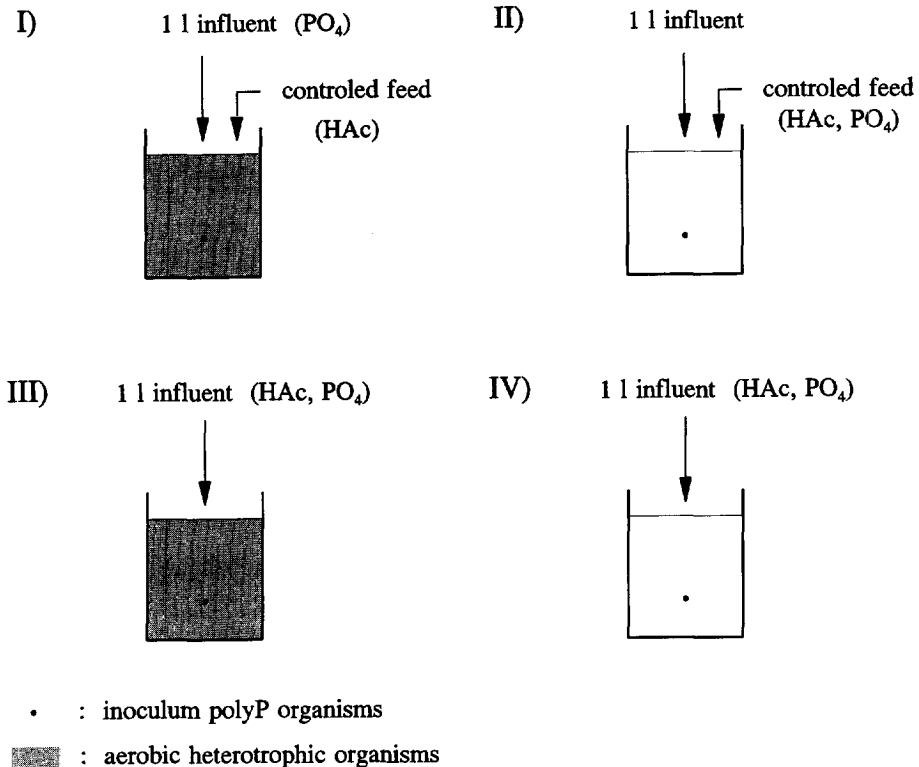 I) 1 l influent (PO₄)
controled feed
(HAc)
II) 1 l influent
controled feed
(HAc, PO₄)
III) 1 l influent (HAc, PO₄)
IV) 1 l influent (HAc, PO₄)
• : inoculum polyP organisms
: aerobic heterotrophic organisms